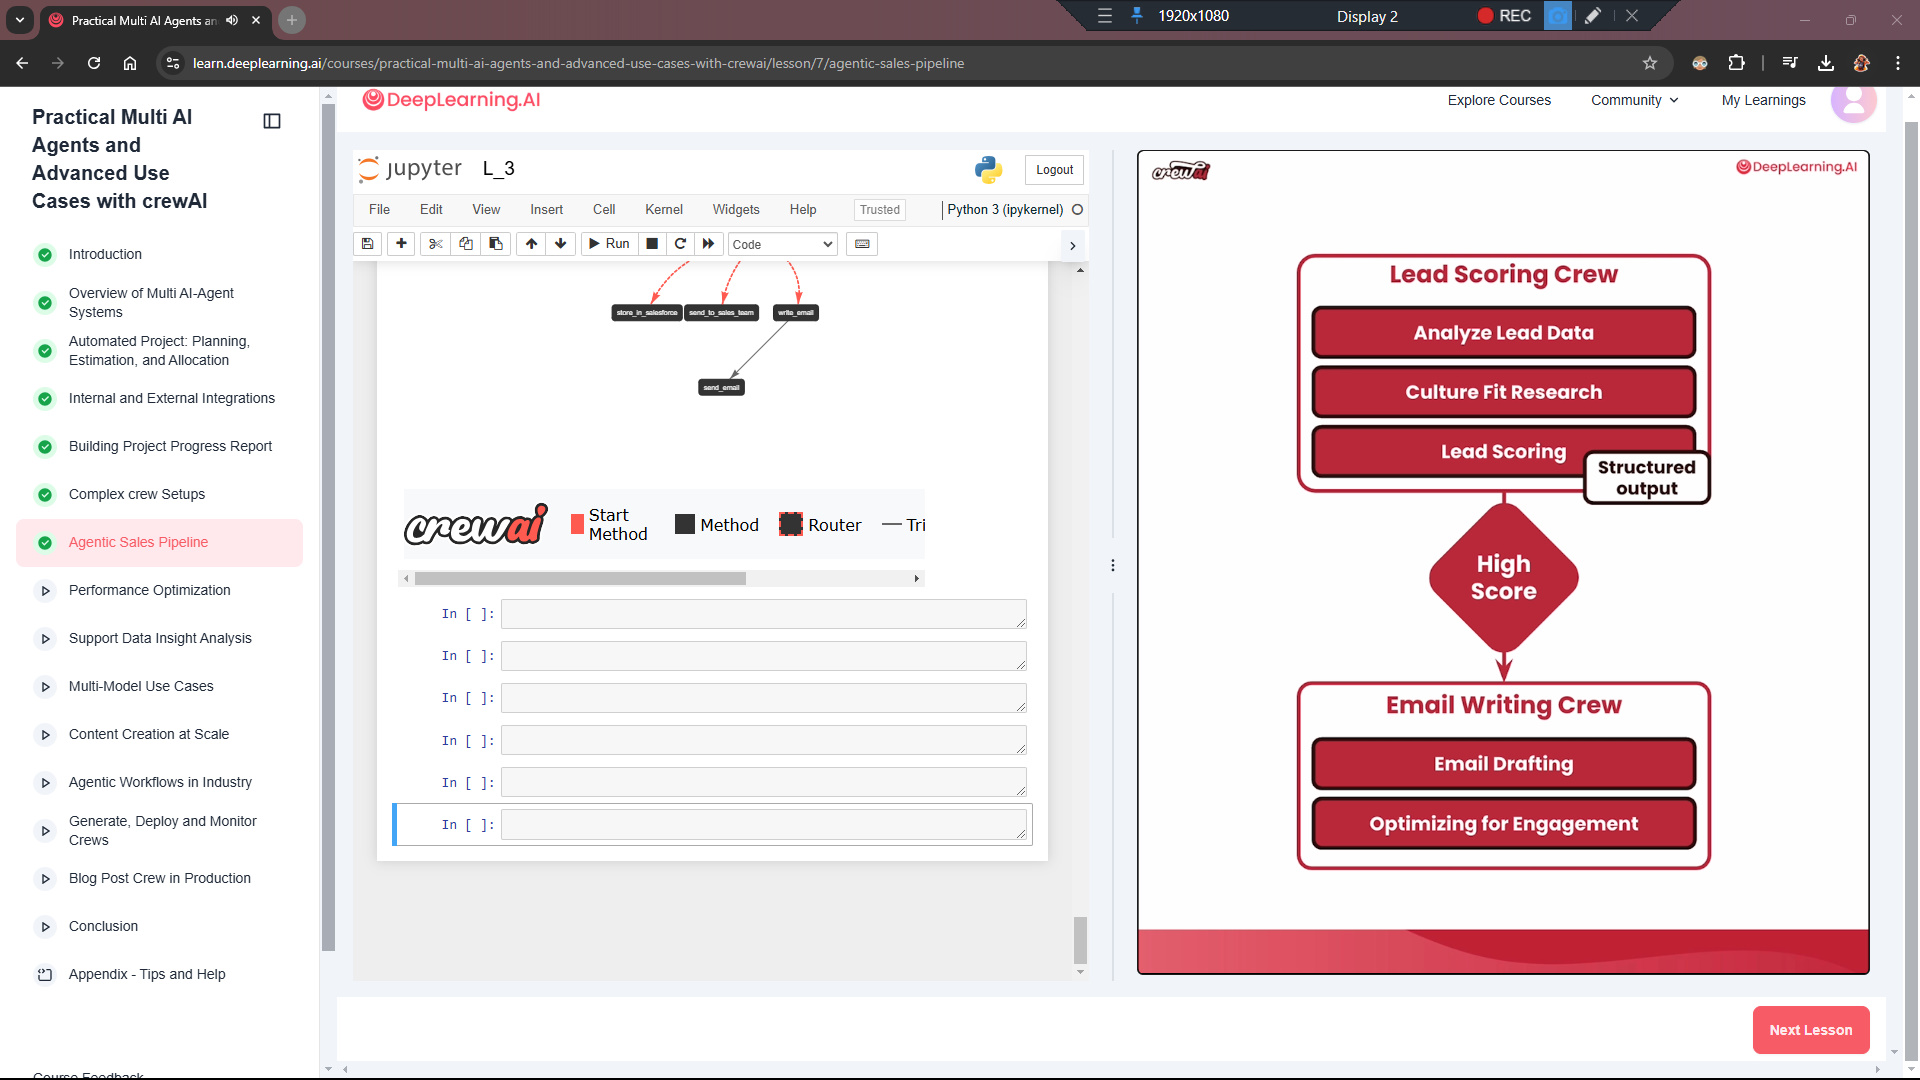 Practical Multi AI Agents an
1920x1080
Display 2
REC
learn.deeplearning.ai/courses/practical-multi-ai-agents-and-advanced-use-cases-with-crewai/lesson/7/agentic-sales-pipeline
Practical Multi AI
Agents and
Advanced Use
Cases with crewAI
Introduction
Overview of Multi AI-Agent
Systems
Automated Project: Planning,
Estimation, and Allocation
Internal and External Integrations
Building Project Progress Report
Complex crew Setups
Agentic Sales Pipeline
Performance Optimization
Support Data Insight Analysis
Multi-Model Use Cases
Content Creation at Scale
Agentic Workflows in Industry
Generate, Deploy and Monitor
Crews
Blog Post Crew in Production
Conclusion
Appendix - Tips and Help
Course Feedback
DeepLearning.AI
Explore Courses
Community
My Learnings
jupyter L_3
Logout
File Edit View Insert Cell Kernel Widgets Help
Trusted
Python 3 (ipykernel)
Run
Code
store_in_salesforce
send_to_sales_team
write_email
send_email
crewai
Start
Method
Method
Router
Tri
In [ ]:
In [ ]:
In [ ]:
In [ ]:
In [ ]:
In [ ]:
crewai
DeepLearning.AI
Lead Scoring Crew
Analyze Lead Data
Culture Fit Research
Lead Scoring
Structured
output
High
Score
Email Writing Crew
Email Drafting
Optimizing for Engagement
Next Lesson